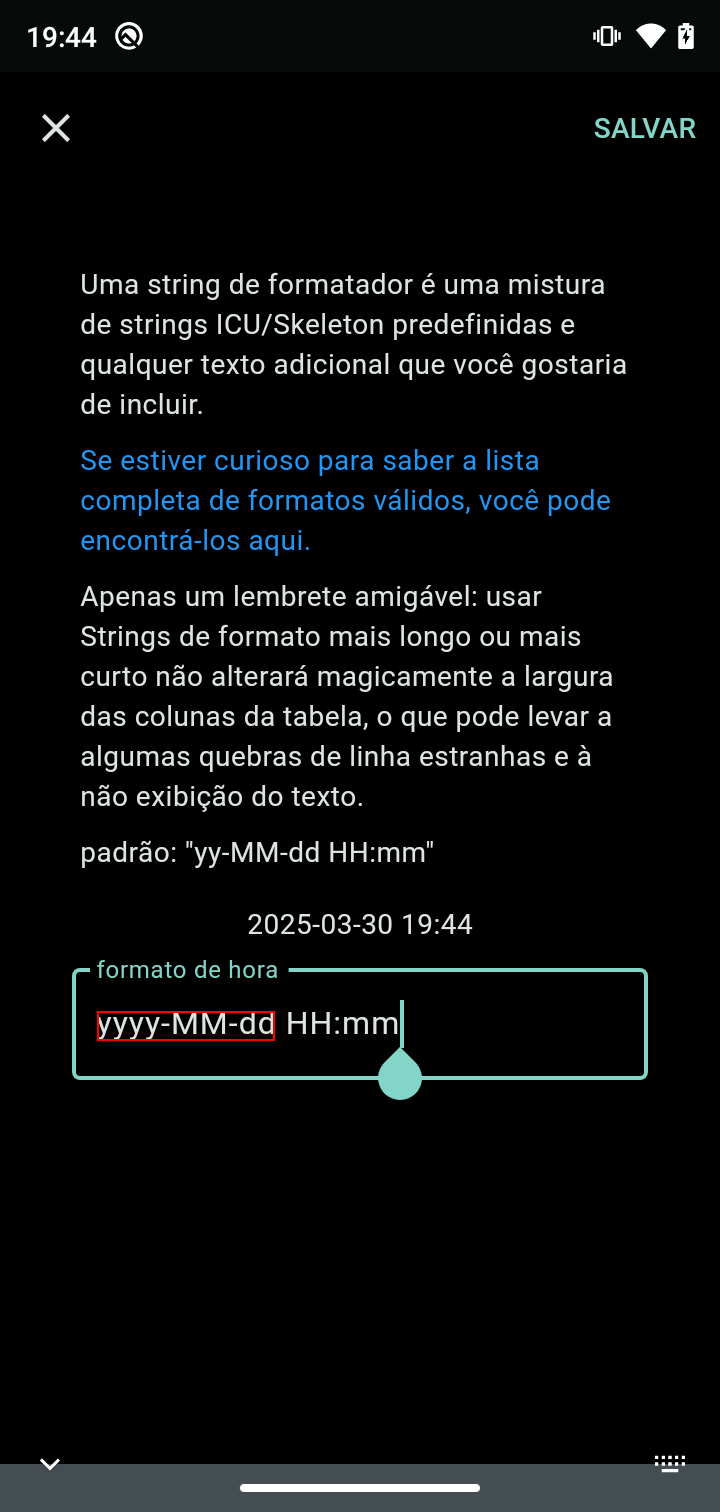 19:44
SALVAR
Uma string de formatador é uma mistura
de strings ICU/Skeleton predefinidas e
qualquer texto adicional que você gostaria
de incluir.
Se estiver curioso para saber a lista
completa de formatos válidos, você pode
encontrá-los aqui.
Apenas um lembrete amigável: usar
Strings de formato mais longo ou mais
curto não alterará magicamente a largura
das colunas da tabela, o que pode levar a
algumas quebras de linha estranhas e à
não exibição do texto.
padrão: "yy-MM-dd HH:mm"
2025-03-30 19:44
formato de hora
yyyy-MM-dd HH:mm